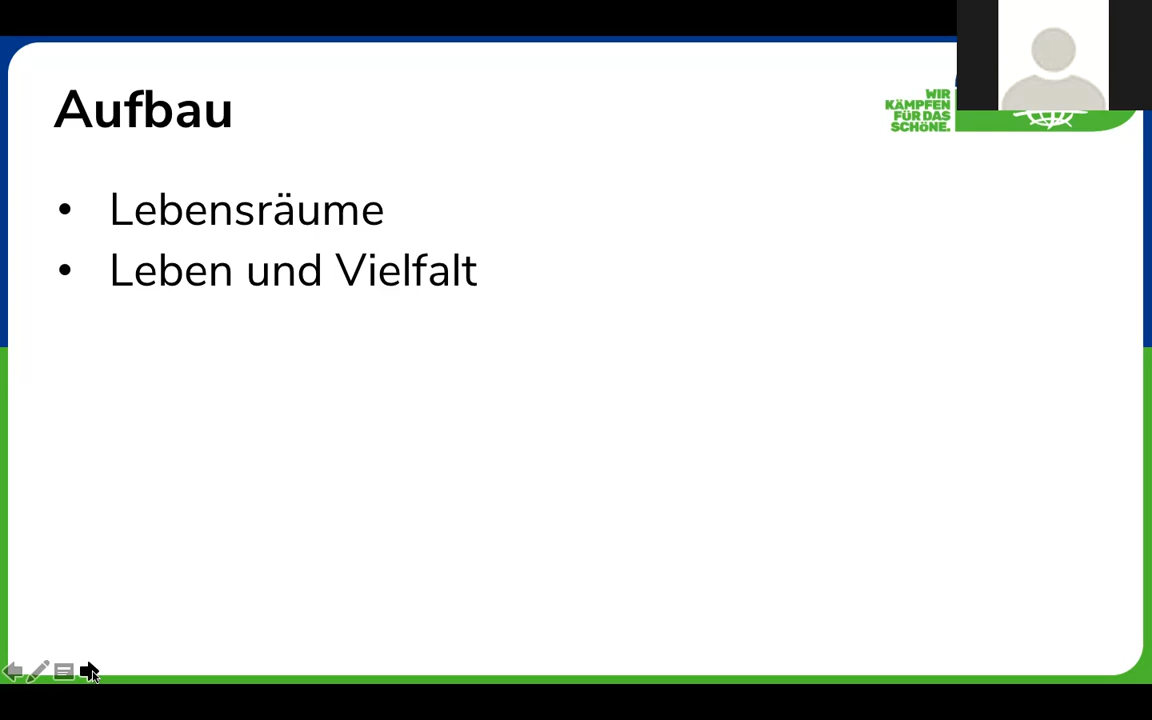 Aufbau
WIR
KÄMPFEN
FÜR DAS
SCHÖNE.
• Lebensräume
• Leben und Vielfalt